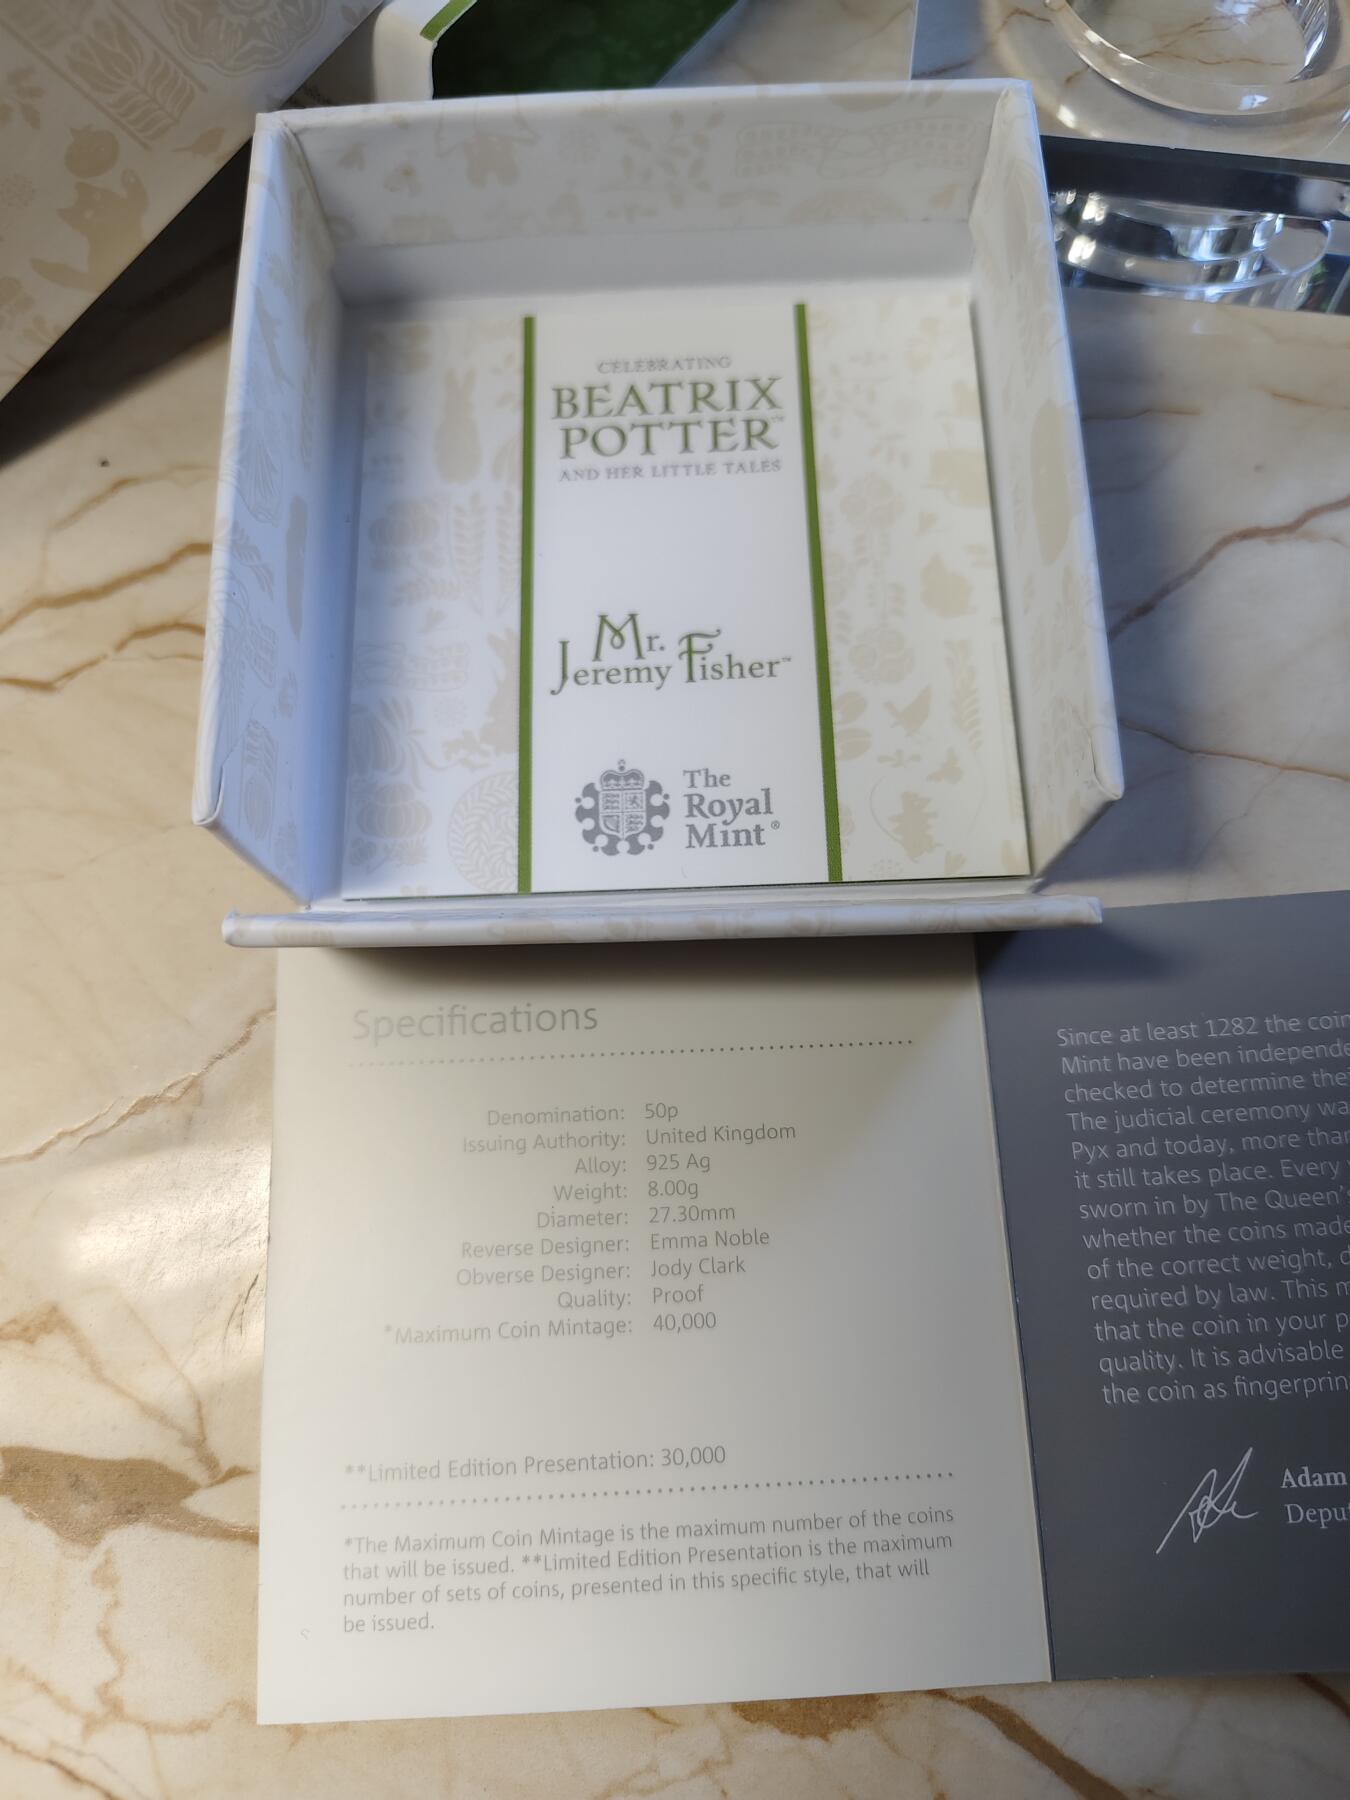 CELEBRATING
BEATRIX
POTTER™
AND HER LITTLE TALES
Mr.
Jeremy Fisher™
The
Royal
Mint®
Specifications
Denomination: 50p
Issuing Authority: United Kingdom
Alloy: 925 Ag
Weight: 8.00g
Diameter: 27.30mm
Reverse Designer: Emma Noble
Obverse Designer: Jody Clark
Quality: Proof
*Maximum Coin Mintage: 40,000
**Limited Edition Presentation: 30,000
*The Maximum Coin Mintage is the maximum number of the coins
that will be issued. **Limited Edition Presentation is the maximum
number of sets of coins, presented in this specific style, that will
be issued.
Since at least 1282 the coin
Mint have been independe
checked to determine thei
The judicial ceremony wa
Pyx and today, more than
it still takes place. Every
sworn in by The Queen's
whether the coins made
of the correct weight, d
required by law. This m
that the coin in your p
quality. It is advisable
the coin as fingerprin
Adam
Deput